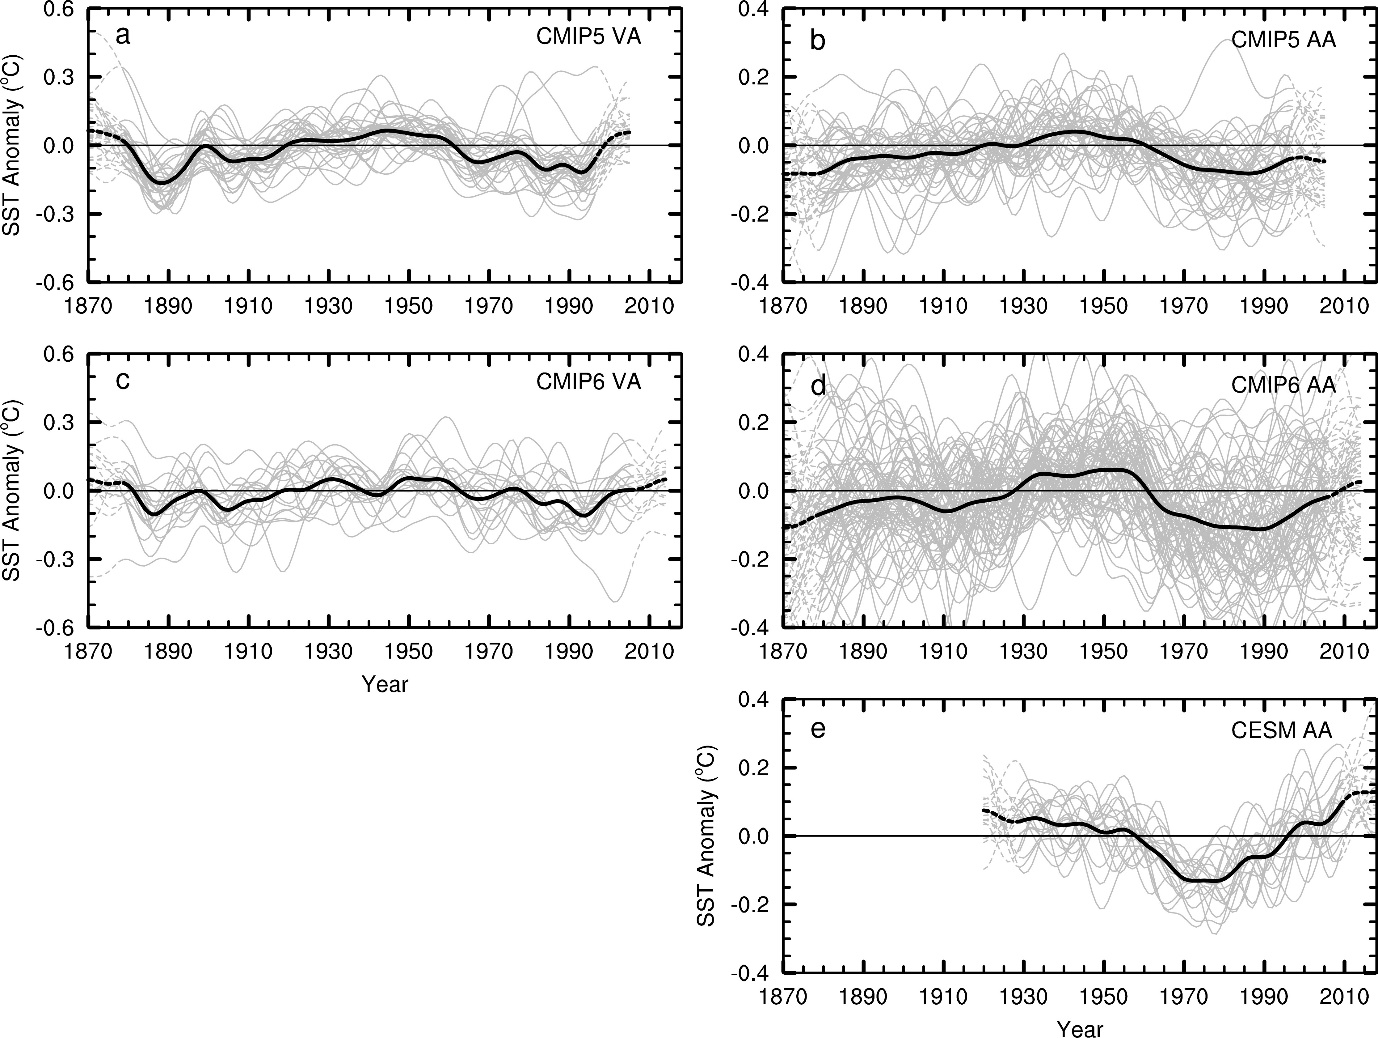 a CMIP5 VA
SST Anomaly (°C)
0.6
0.3
0.0
-0.3
-0.6
1870 1890 1910 1930 1950 1970 1990 2010
b CMIP5 AA
0.4
0.2
0.0
-0.2
-0.4
1870 1890 1910 1930 1950 1970 1990 2010
c CMIP6 VA
SST Anomaly (°C)
0.6
0.3
0.0
-0.3
-0.6
1870 1890 1910 1930 1950 1970 1990 2010
Year
d CMIP6 AA
0.4
0.2
0.0
-0.2
-0.4
1870 1890 1910 1930 1950 1970 1990 2010
e CESM AA
SST Anomaly (°C)
0.4
0.2
0.0
-0.2
-0.4
1870 1890 1910 1930 1950 1970 1990 2010
Year